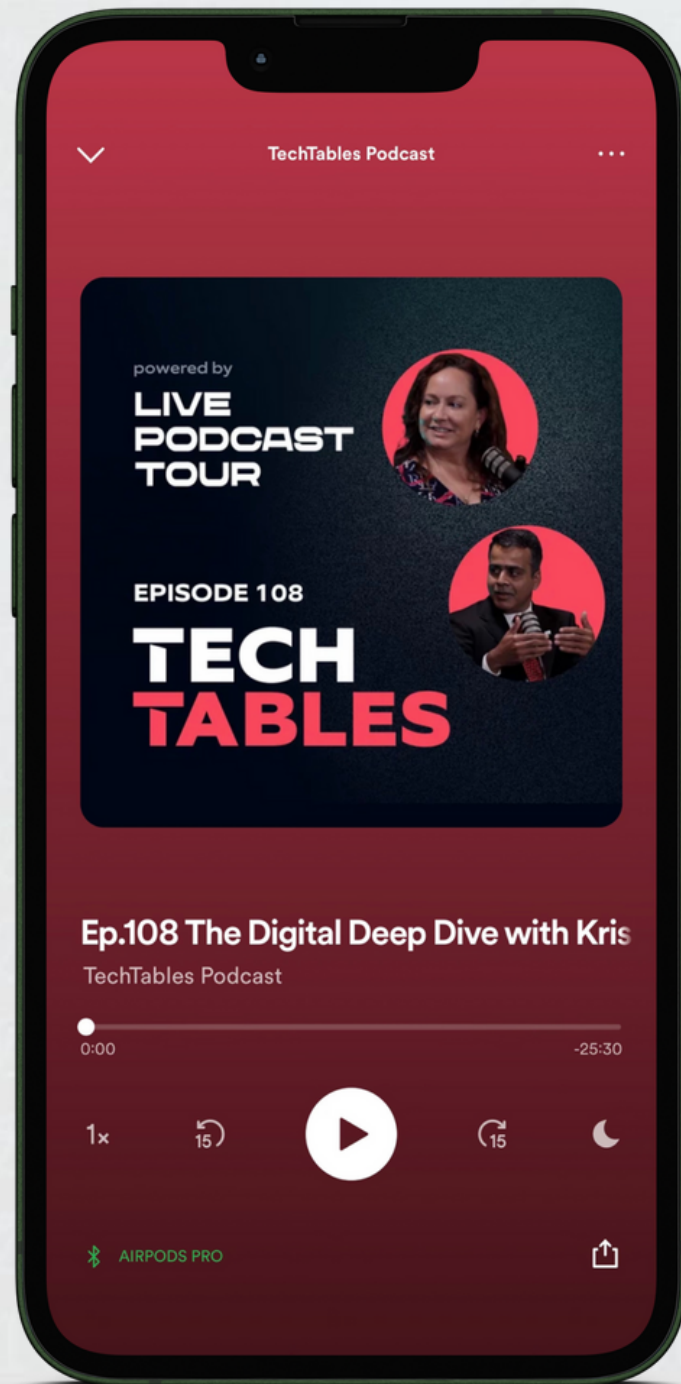 TechTables Podcast
powered by
LIVE
PODCAST
TOUR
EPISODE 108
TECH
TABLES
Ep.108 The Digital Deep Dive with Kris
TechTables Podcast
0:00
-25:30
1x
15
15
AIRPODS PRO